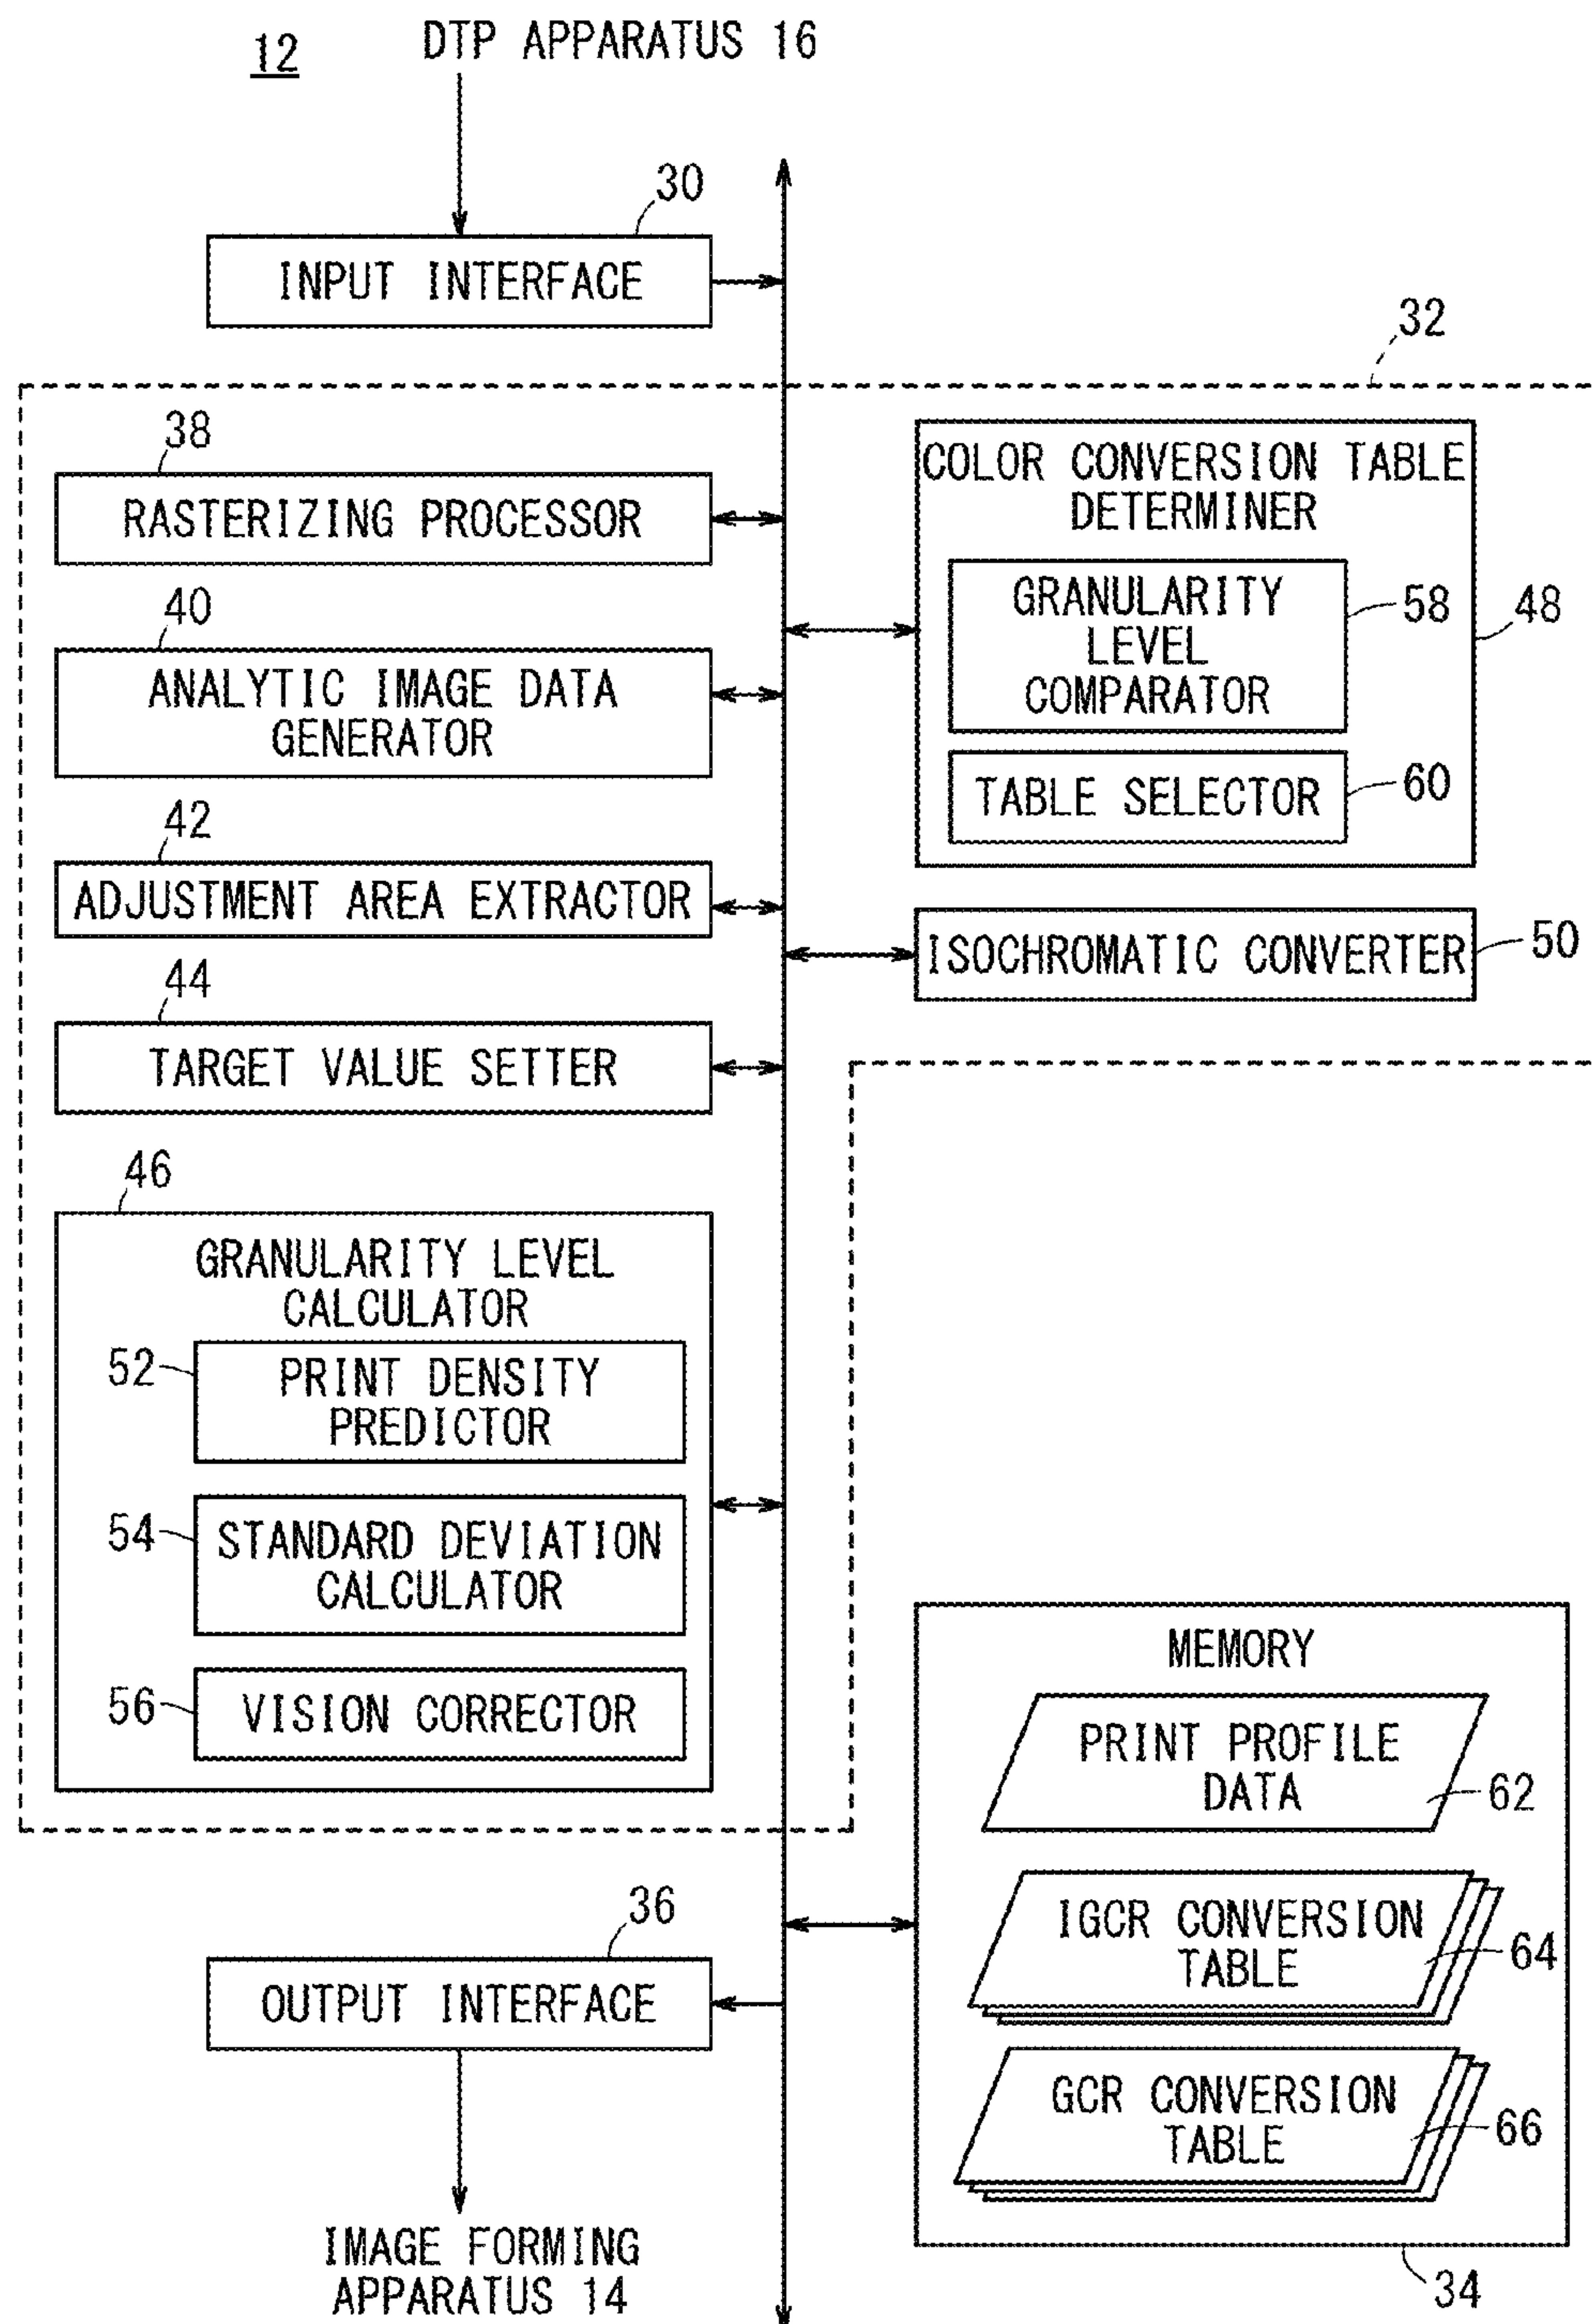 12
DTP APPARATUS 16
30
INPUT INTERFACE
32
38
RASTERIZING PROCESSOR
40
ANALYTIC IMAGE DATA
GENERATOR
42
ADJUSTMENT AREA EXTRACTOR
44
TARGET VALUE SETTER
46
GRANULARITY LEVEL
CALCULATOR
52
PRINT DENSITY
PREDICTOR
54
STANDARD DEVIATION
CALCULATOR
56
VISION CORRECTOR
COLOR CONVERSION TABLE
DETERMINER
GRANULARITY
LEVEL
COMPARATOR
58
48
TABLE SELECTOR
60
ISOCHROMATIC CONVERTER
50
MEMORY
PRINT PROFILE
DATA
62
IGCR CONVERSION
TABLE
64
GCR CONVERSION
TABLE
66
34
36
OUTPUT INTERFACE
IMAGE FORMING
APPARATUS 14